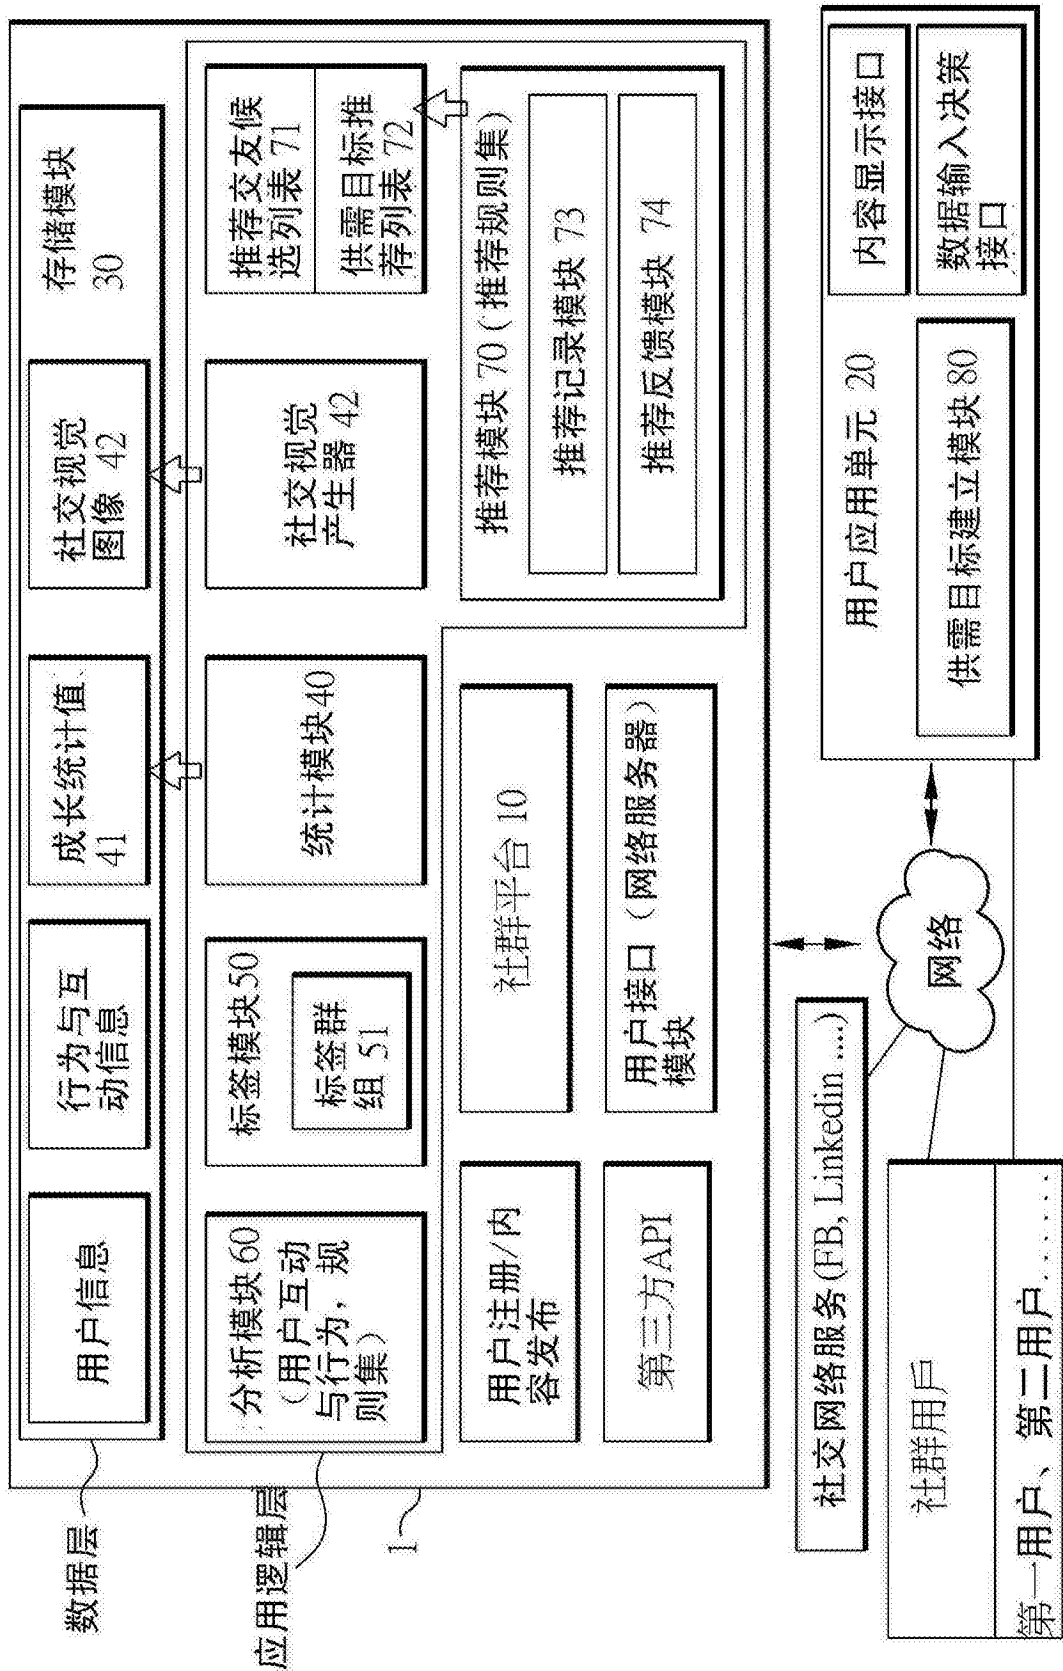 数据层
用户信息
行为与互
动信息
成长统计值
41
社交视觉
图像 42
存储模块
30
应用逻辑层
分析模块60
(用户互动
与行为，规
则集)
标签模块50
标签群
组 51
统计模块40
社交视觉
产生器 42
推荐交友候
选列表 71
供需目标推
荐列表 72
1
用户注册/内
容发布
社群平台 10
推荐模块 70 (推荐规则集)
推荐记录模块 73
推荐反馈模块 74
第三方API
用户接口 (网络服务器)
模块
社交网络服务(FB, Linkedin ....)
网络
用户应用单元 20
内容显示接口
数据输入决策
接口
供需目标建立模块 80
社群用戶
第一用户、第二用户......